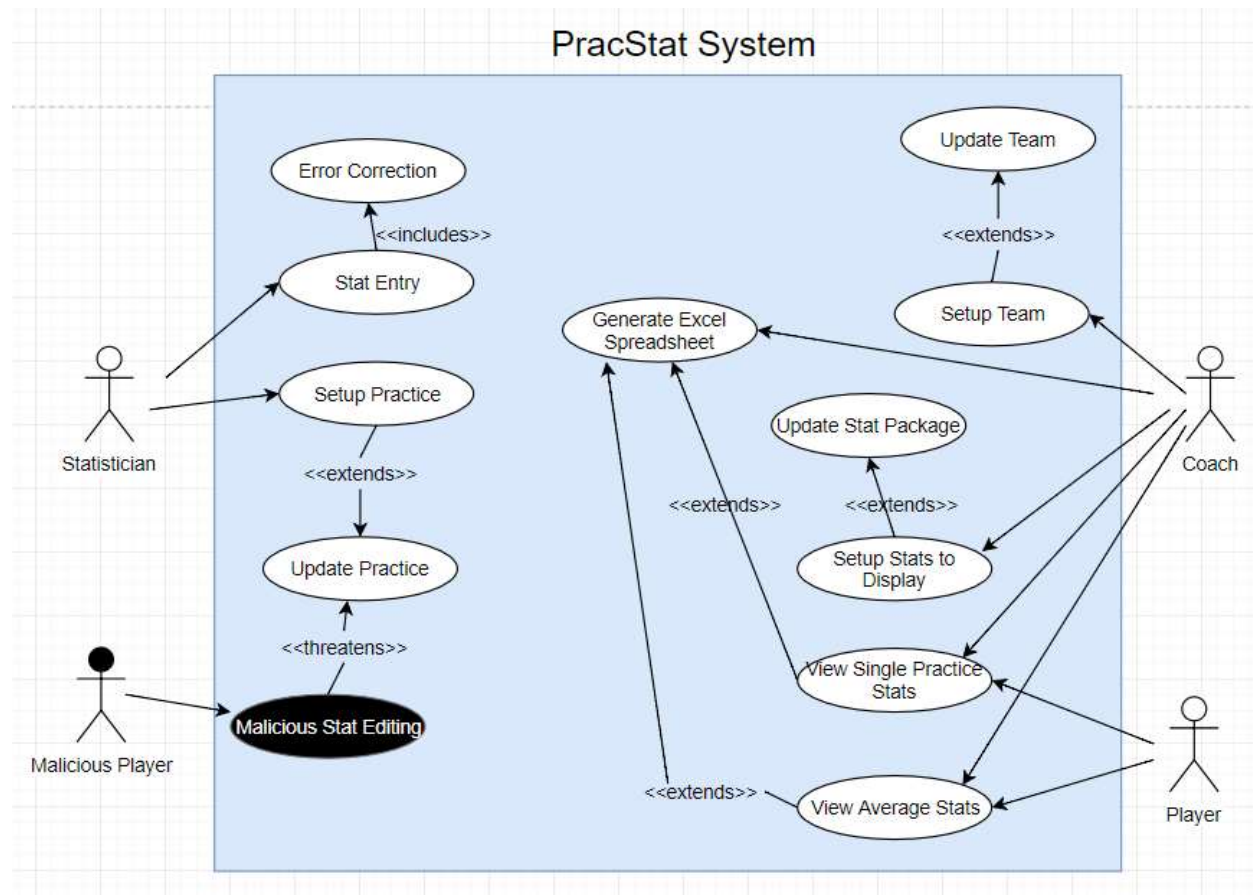 PracStat System
Update Team
Error Correction
<<includes>>
<<extends>>
Stat Entry
Generate Excel
Spreadsheet
Setup Team
Setup Practice
Update Stat Package
Statistician
Coach
<<extends>>
<<extends>>
<<extends>>
Update Practice
Setup Stats to
Display
<<threatens>>
View Single Practice
Stats
Malicious Stat Editing
Malicious Player
<<extends>>
View Average Stats
Player